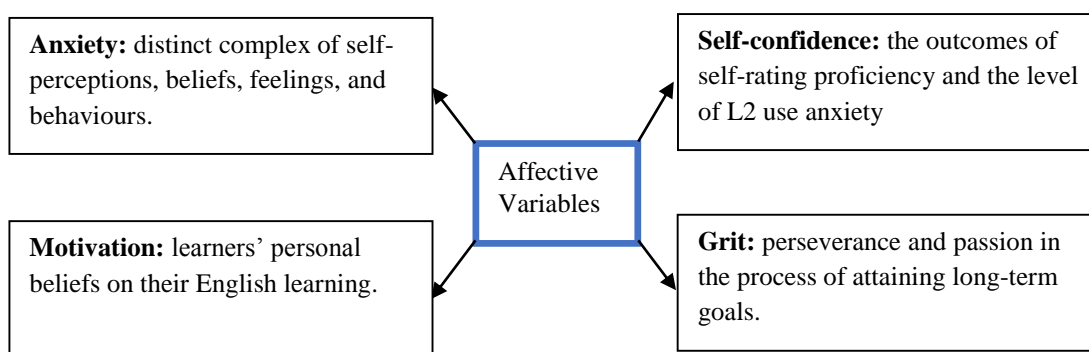 Anxiety: distinct complex of self-
perceptions, beliefs, feelings, and
behaviours.
Self-confidence: the outcomes of
self-rating proficiency and the level
of L2 use anxiety
Affective
Variables
Motivation: learners’ personal
beliefs on their English learning.
Grit: perseverance and passion in
the process of attaining long-term
goals.